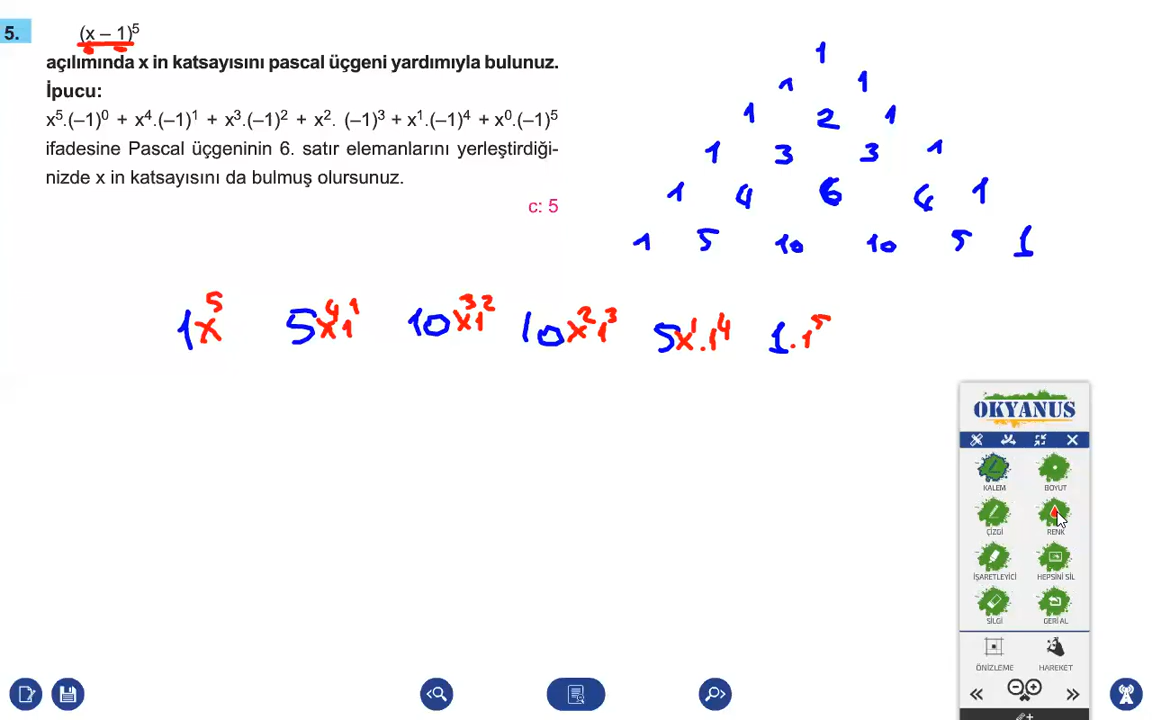 5.
(x – 1)⁵
açılımında x in katsayısını pascal üçgeni yardımıyla bulunuz.
İpucu:
x⁵.(–1)⁰ + x⁴.(–1)¹ + x³.(–1)² + x². (–1)³ + x¹.(–1)⁴ + x⁰.(–1)⁵
ifadesine Pascal üçgeninin 6. satır elemanlarını yerleştirdiği-
nizde x in katsayısını da bulmuş olursunuz.
c: 5
1
1 1
1 2 1
1 3 3 1
1 4 6 4 1
1 5 10 10 5 1
1x⁵ 5x⁴1¹ 10x³1² 10x²1³ 5x¹.1⁴ 1.1⁵
OKYANUS
KALEM BOYUT
ÇİZGİ RENK
İŞARETLEYİCİ HEPSİNİ SİL
SİLGİ GERİ AL
ÖNİZLEME HAREKET